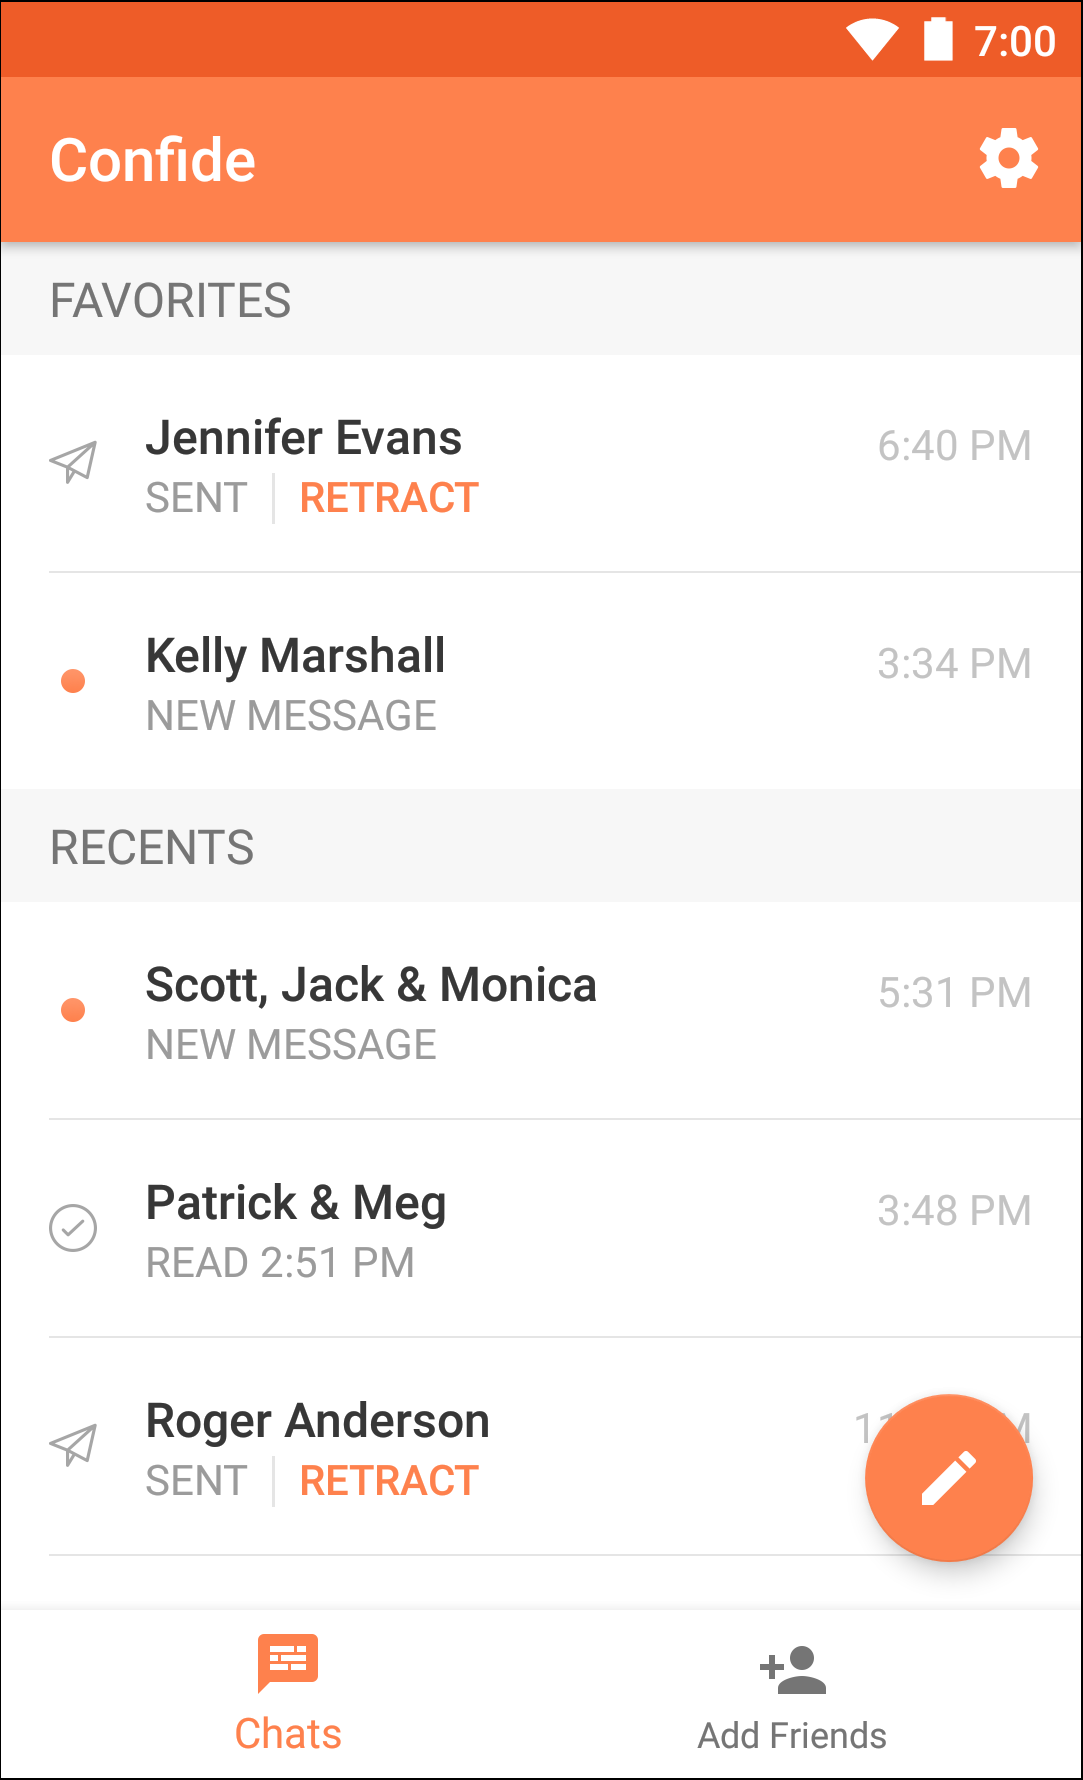 7:00
Confide
FAVORITES
Jennifer Evans 6:40 PM
SENT RETRACT
Kelly Marshall 3:34 PM
NEW MESSAGE
RECENTS
Scott, Jack & Monica 5:31 PM
NEW MESSAGE
Patrick & Meg 3:48 PM
READ 2:51 PM
Roger Anderson
SENT RETRACT
Chats Add Friends